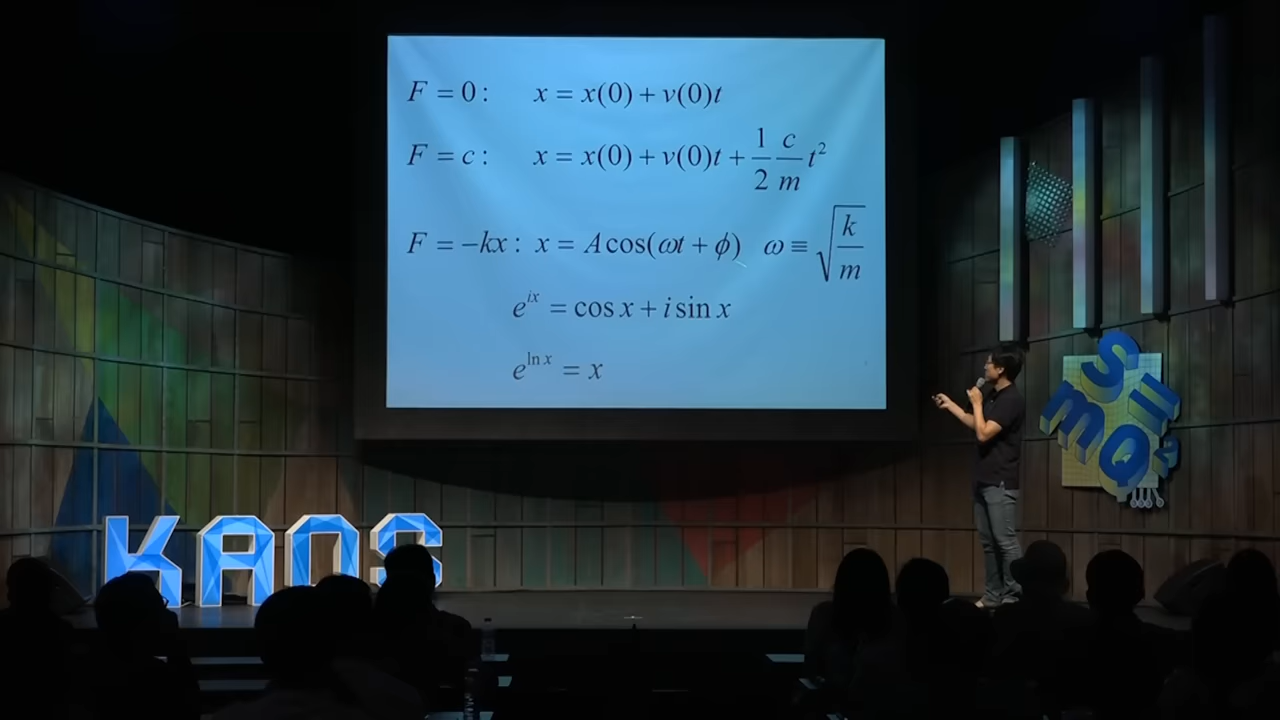 F = 0 : x = x(0) + v(0)t
F = c : x = x(0) + v(0)t + 1/2 c/m t²
F = −kx : x = A cos(ωt + ϕ) ω ≡ √(k/m)
e^{ix} = cos x + i sin x
e^{ln x} = x
KAOS